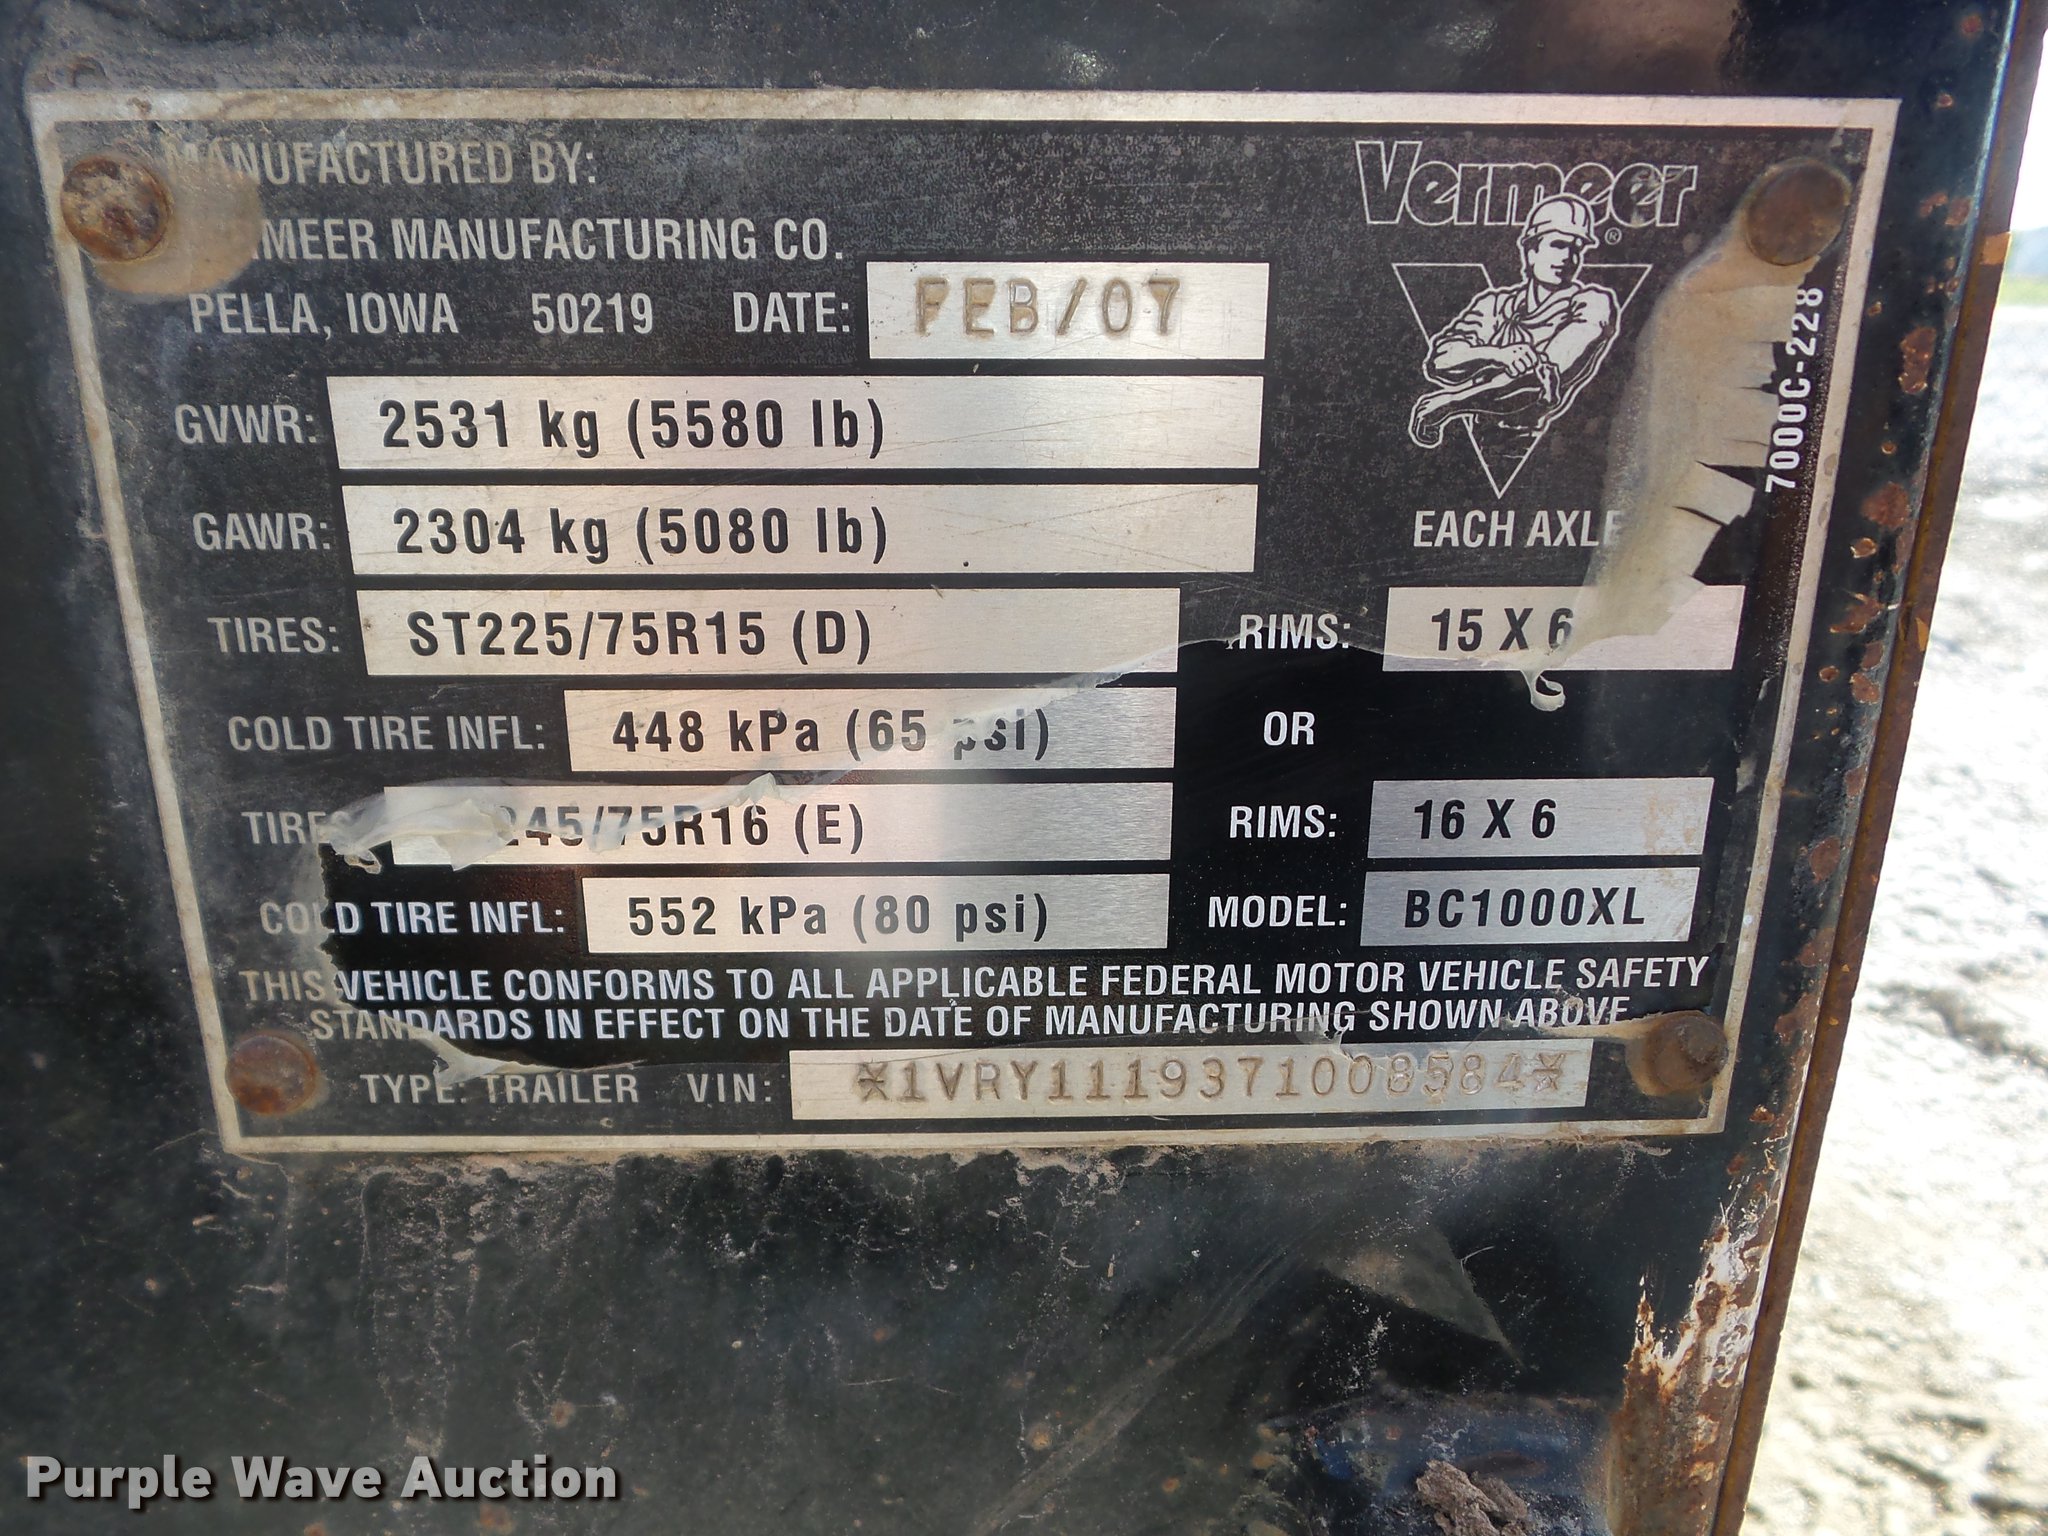 MANUFACTURED BY:
MEER MANUFACTURING CO.
PELLA, IOWA 50219 DATE: FEB/07
Vermeer ®
7000C-228
GVWR: 2531 kg (5580 lb)
GAWR: 2304 kg (5080 lb) EACH AXLE
TIRES: ST225/75R15 (D) RIMS: 15 X 6
COLD TIRE INFL: 448 kPa (65 psi) OR
TIRES 245/75R16 (E) RIMS: 16 X 6
COLD TIRE INFL: 552 kPa (80 psi) MODEL: BC1000XL
THIS VEHICLE CONFORMS TO ALL APPLICABLE FEDERAL MOTOR VEHICLE SAFETY
STANDARDS IN EFFECT ON THE DATE OF MANUFACTURING SHOWN ABOVE
TYPE: TRAILER VIN: *1VRY1119371008584*
Purple Wave Auction